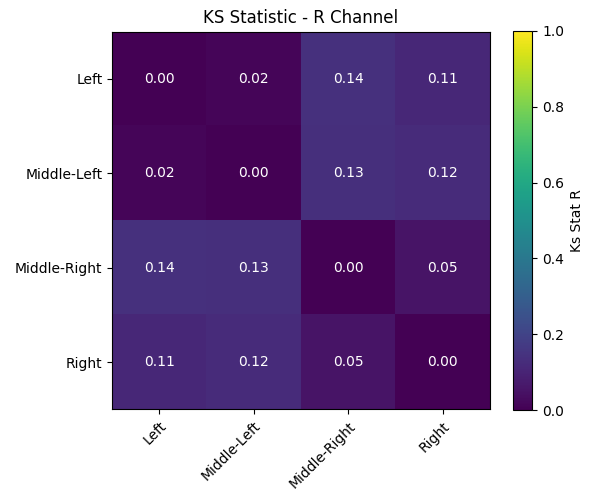 KS Statistic - R Channel
Left 0.00 0.02 0.14 0.11
Middle-Left 0.02 0.00 0.13 0.12
Middle-Right 0.14 0.13 0.00 0.05
Right 0.11 0.12 0.05 0.00
Left Middle-Left Middle-Right Right
1.0
0.8
0.6
0.4
0.2
0.0
Ks Stat R